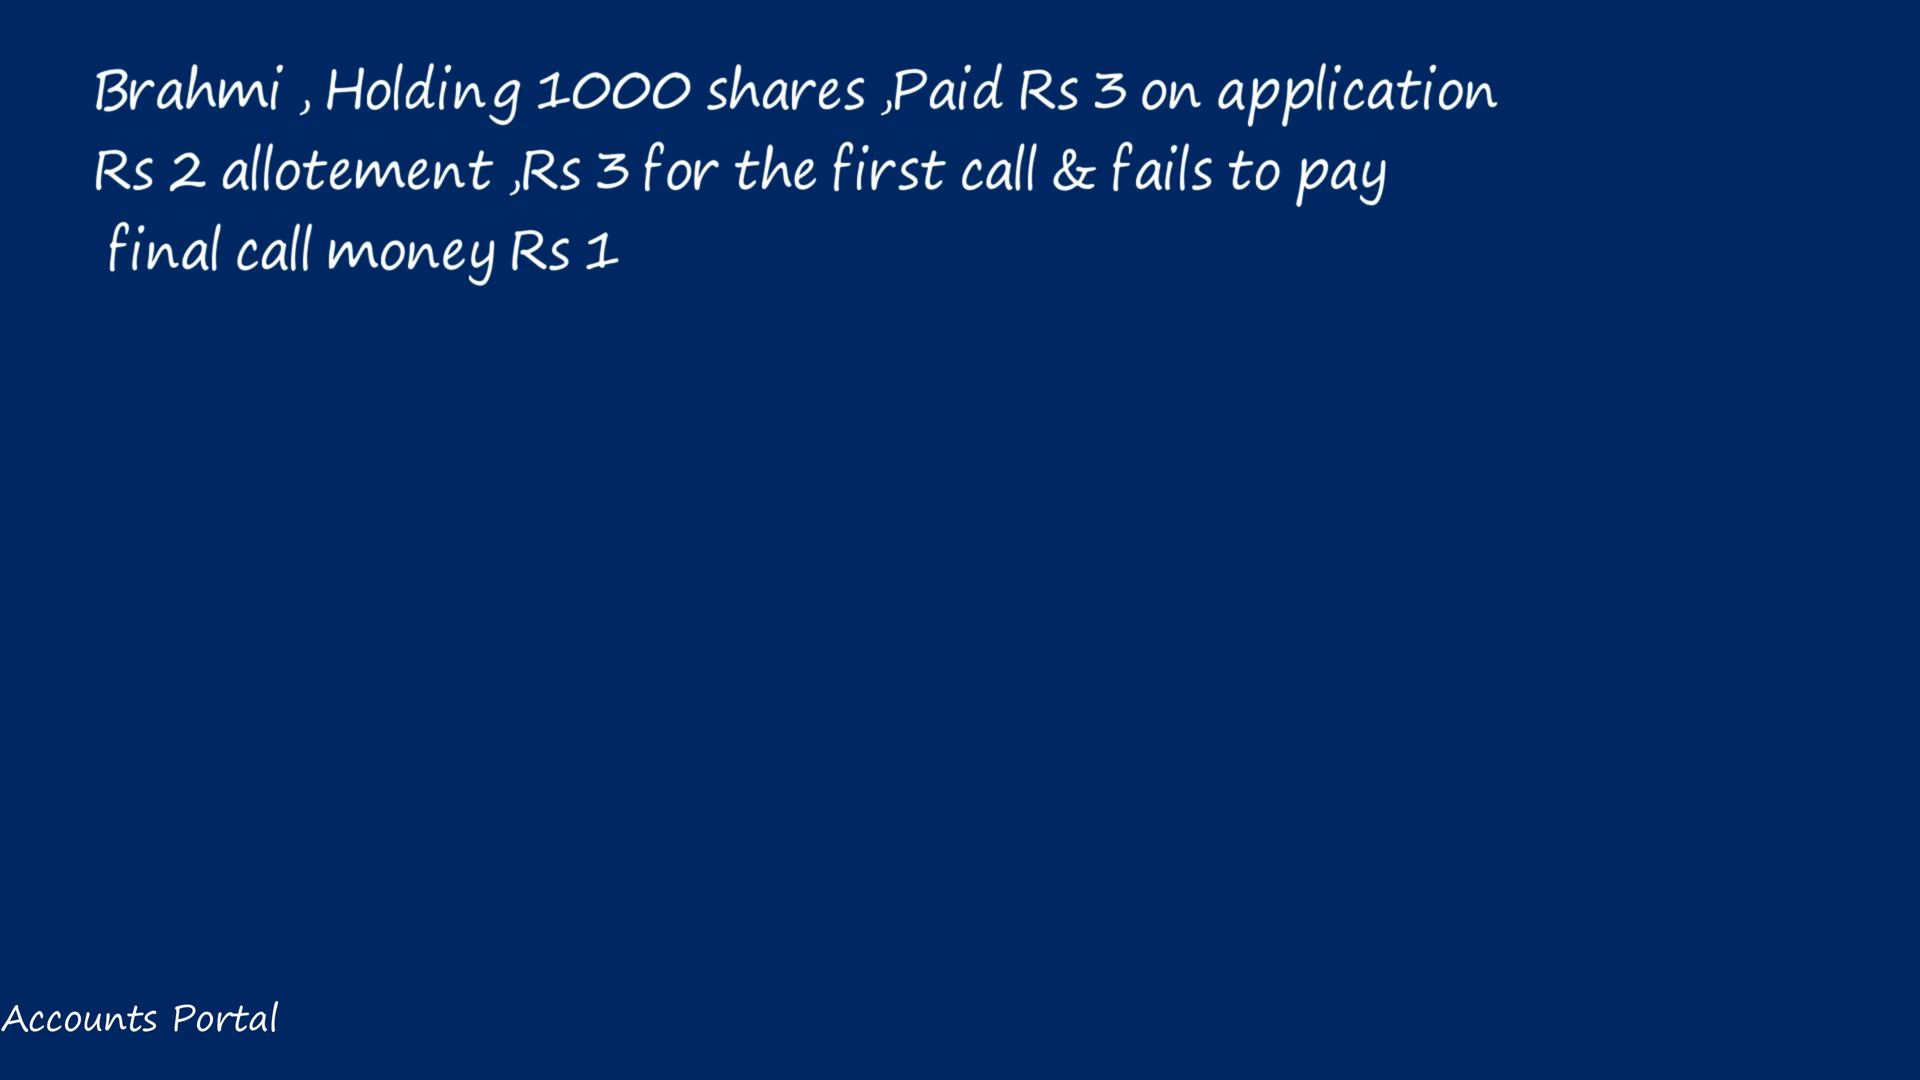 Brahmi , Holding 1000 shares ,Paid Rs 3 on application
Rs 2 allotement ,Rs 3 for the first call & fails to pay
final call money Rs 1
Accounts Portal